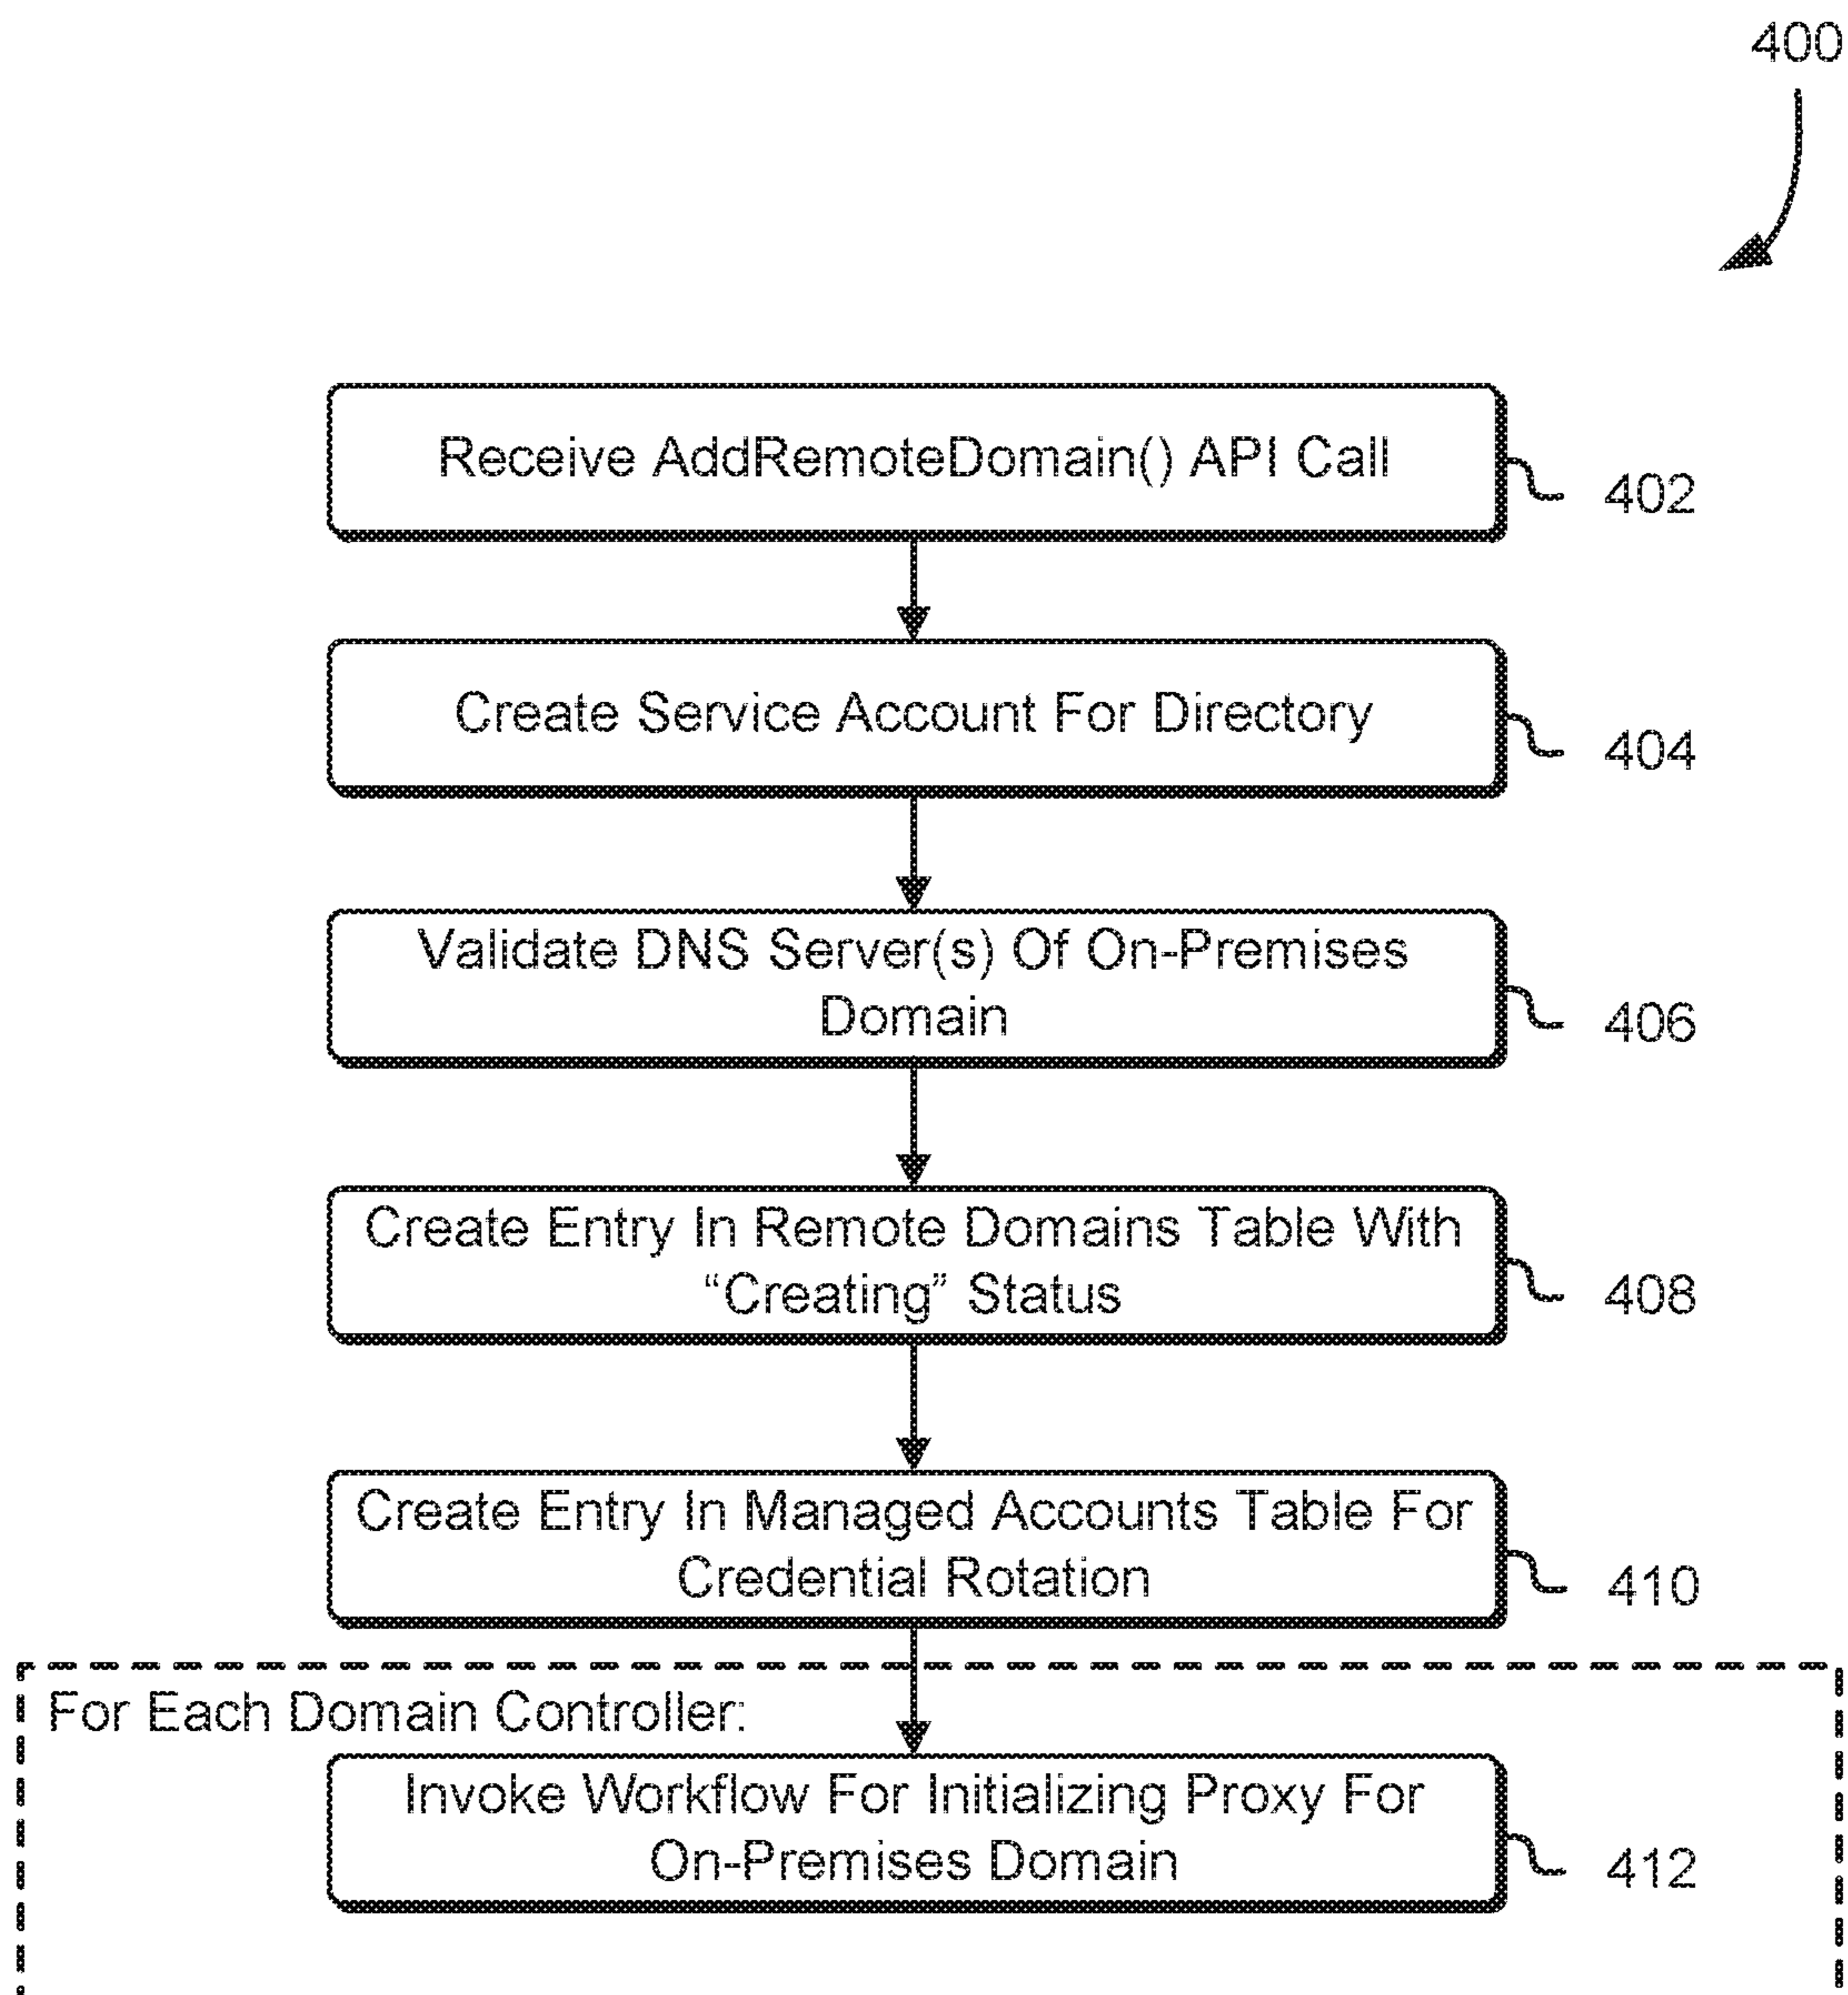 400
Receive AddRemoteDomain() API Call
402
Create Service Account For Directory
404
Validate DNS Server(s) Of On-Premises
Domain
406
Create Entry In Remote Domains Table With
“Creating” Status
408
Create Entry In Managed Accounts Table For
Credential Rotation
410
For Each Domain Controller:
Invoke Workflow For Initializing Proxy For
On-Premises Domain
412